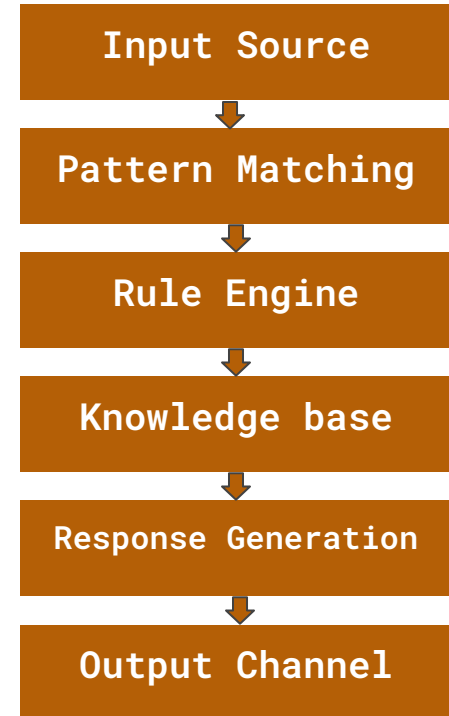 Input Source
Pattern Matching
Rule Engine
Knowledge base
Response Generation
Output Channel